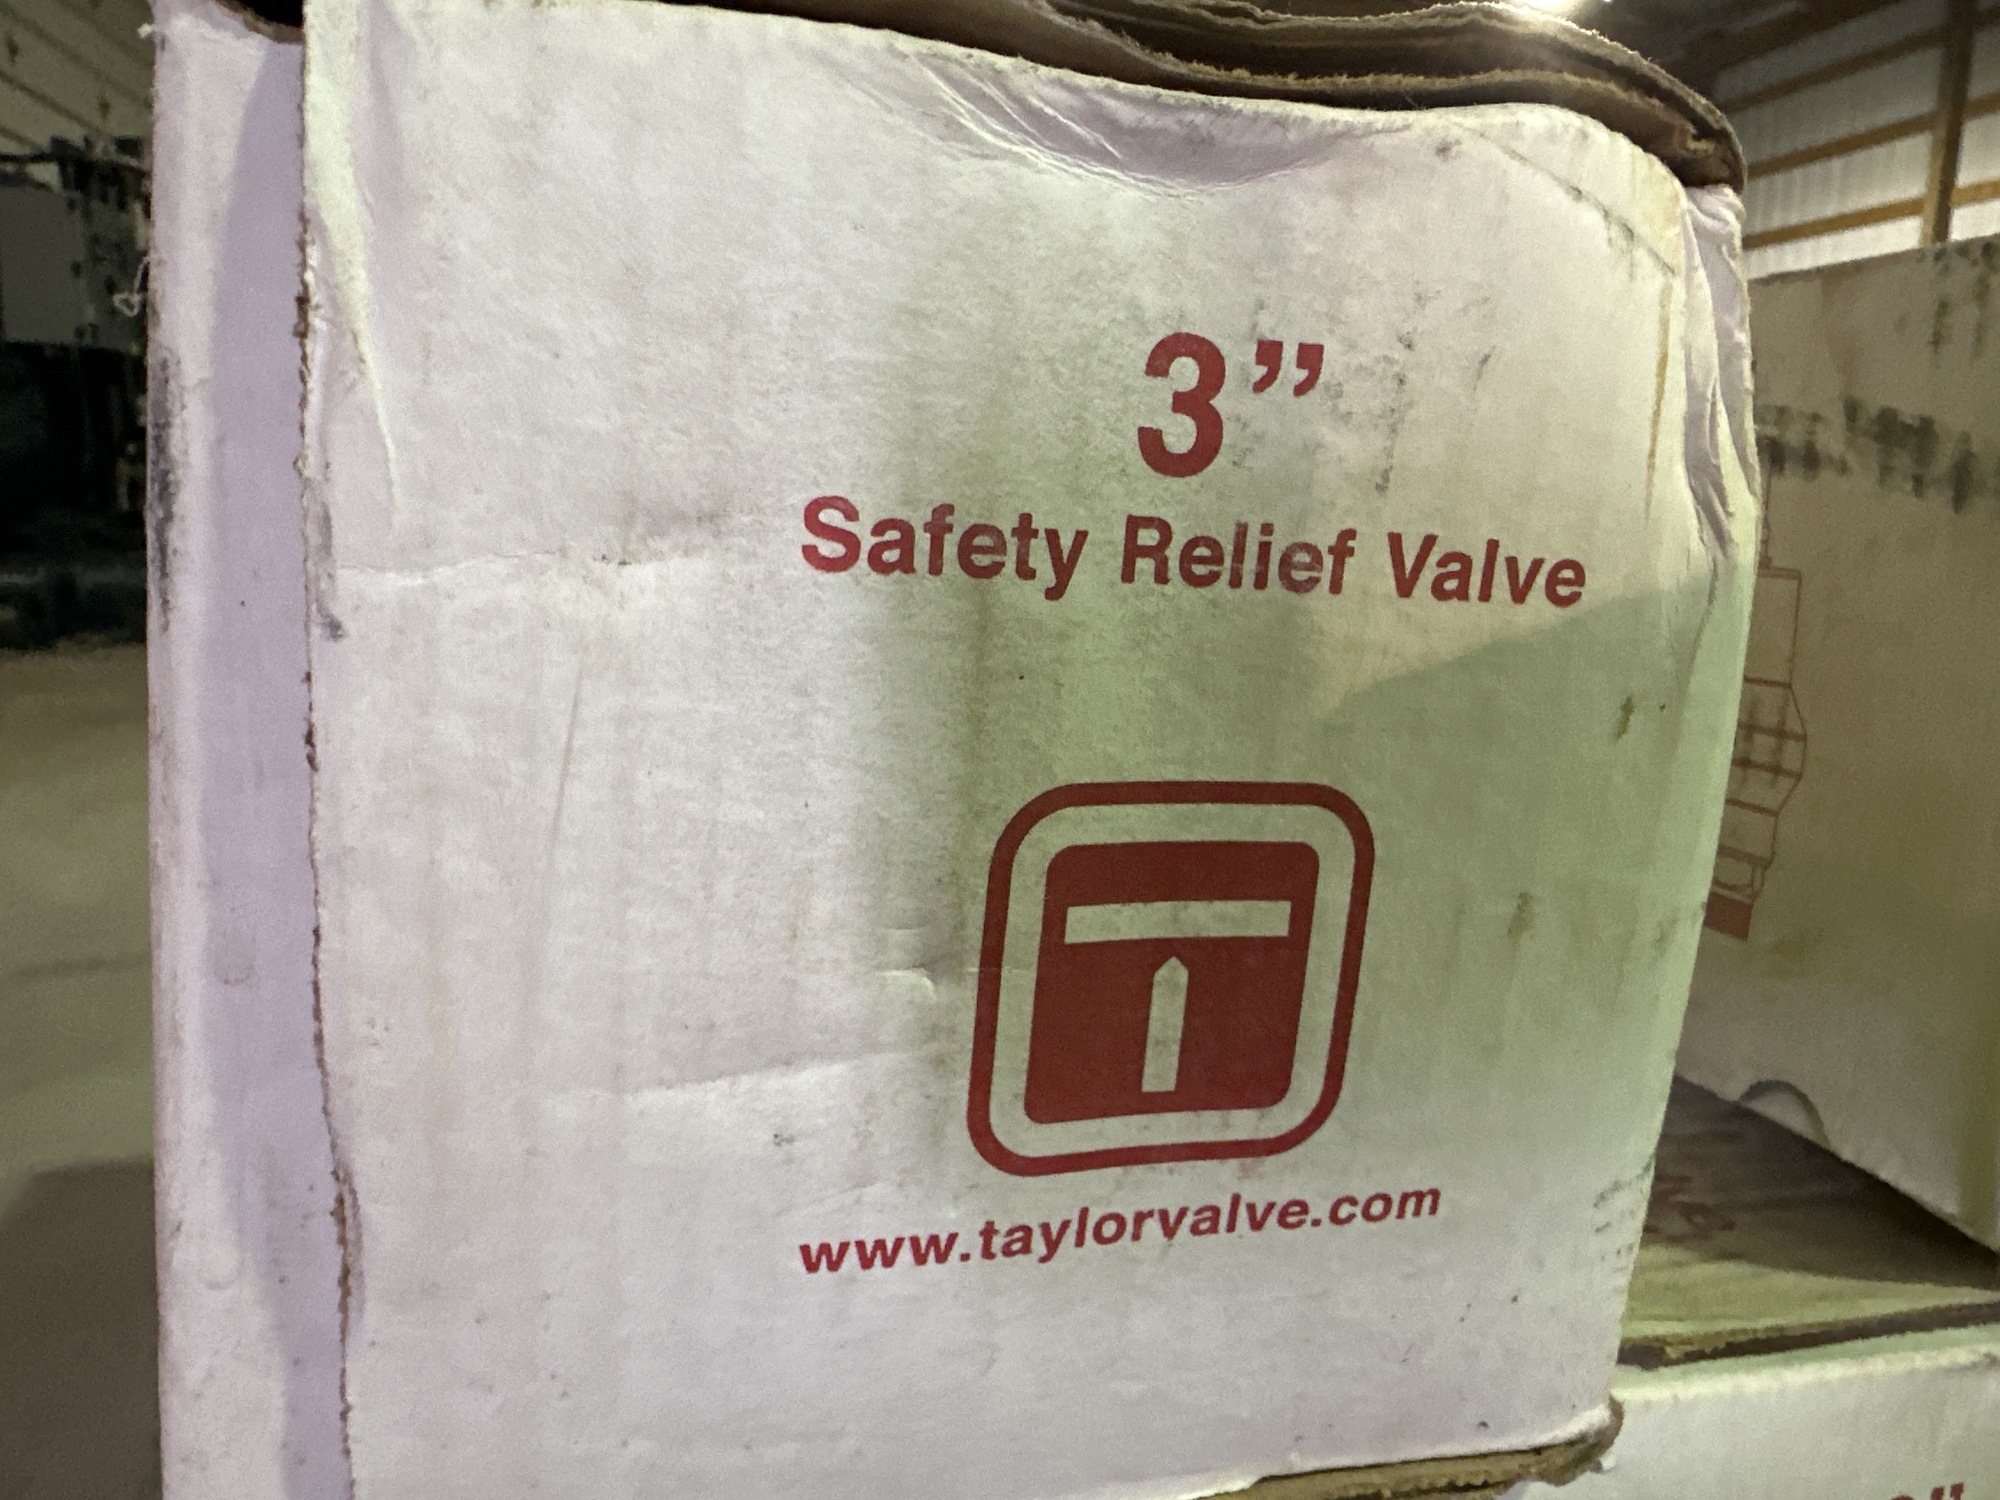 3”
Safety Relief Valve
www.taylorvalve.com